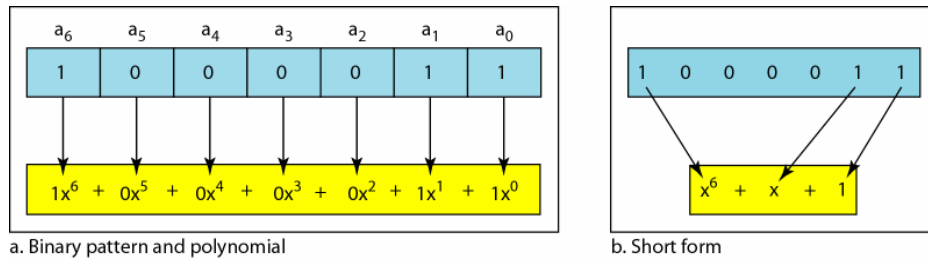 a₆ a₅ a₄ a₃ a₂ a₁ a₀
1 0 0 0 0 1 1
1x⁶ + 0x⁵ + 0x⁴ + 0x³ + 0x² + 1x¹ + 1x⁰
a. Binary pattern and polynomial
1 0 0 0 0 1 1
x⁶ + x + 1
b. Short form